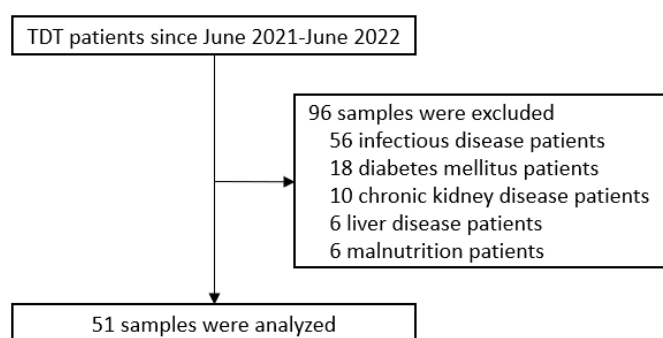 TDT patients since June 2021-June 2022
96 samples were excluded
56 infectious disease patients
18 diabetes mellitus patients
10 chronic kidney disease patients
6 liver disease patients
6 malnutrition patients
51 samples were analyzed